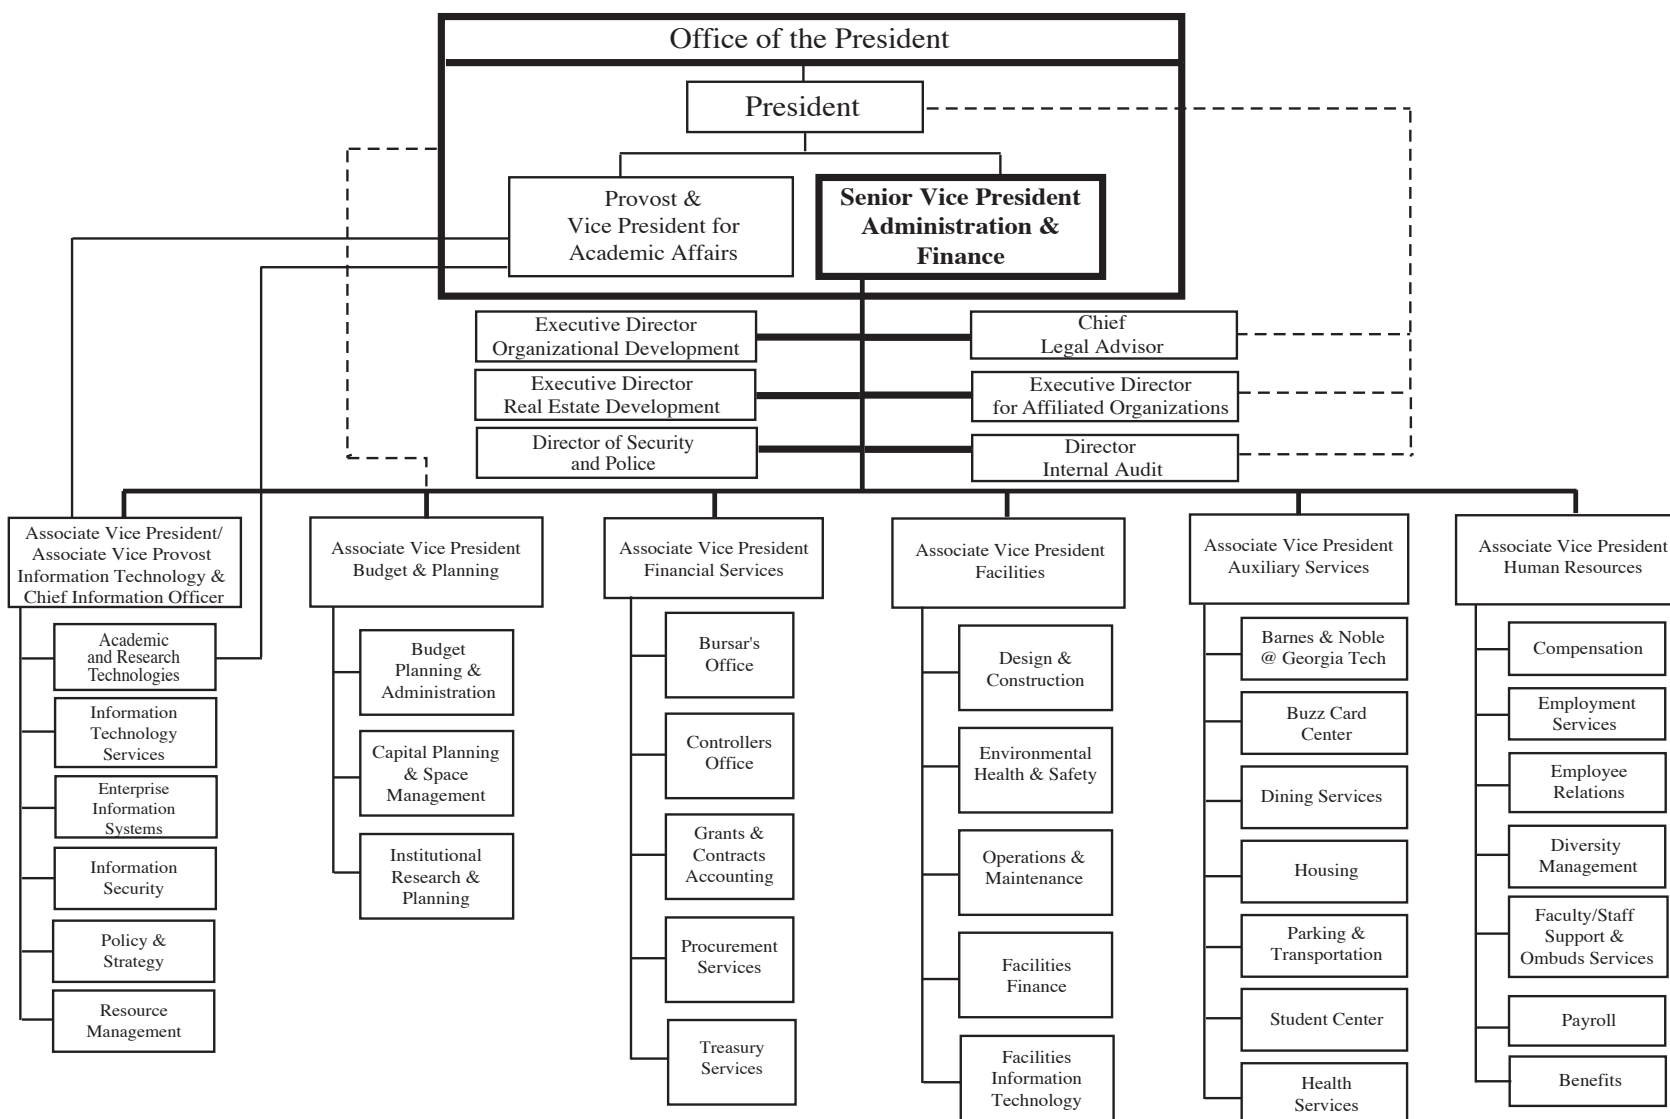 Office of the President
President
Provost &
Vice President for
Academic Affairs
Senior Vice President
Administration &
Finance
Executive Director
Organizational Development
Chief
Legal Advisor
Executive Director
Real Estate Development
Executive Director
for Affiliated Organizations
Director of Security
and Police
Director
Internal Audit
Associate Vice President/
Associate Vice Provost
Information Technology &
Chief Information Officer
Academic
and Research
Technologies
Information
Technology
Services
Enterprise
Information
Systems
Information
Security
Policy &
Strategy
Resource
Management
Associate Vice President
Budget & Planning
Budget
Planning &
Administration
Capital Planning
& Space
Management
Institutional
Research &
Planning
Associate Vice President
Financial Services
Bursar's
Office
Controllers
Office
Grants &
Contracts
Accounting
Procurement
Services
Treasury
Services
Associate Vice President
Facilities
Design &
Construction
Environmental
Health & Safety
Operations &
Maintenance
Facilities
Finance
Facilities
Information
Technology
Associate Vice President
Auxiliary Services
Barnes & Noble
@ Georgia Tech
Buzz Card
Center
Dining Services
Housing
Parking &
Transportation
Student Center
Health
Services
Associate Vice President
Human Resources
Compensation
Employment
Services
Employee
Relations
Diversity
Management
Faculty/Staff
Support &
Ombuds Services
Payroll
Benefits